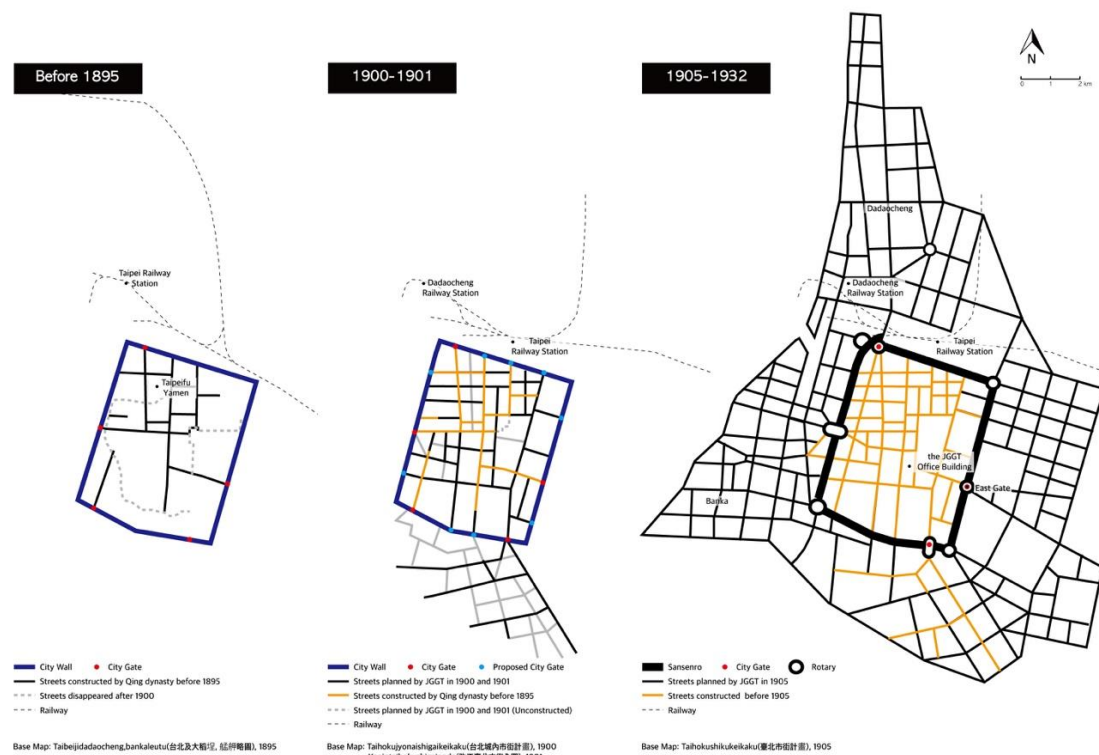 Before 1895
1900-1901
1905-1932
N
0 1 2 km
Taipei Railway
Station
Taipeifu
Yamen
Dadaocheng
Railway Station
Taipei
Railway Station
Dadaocheng
Dadaocheng
Railway Station
Taipei
Railway Station
the JGGT
Office Building
East Gate
Banka
City Wall City Gate
Streets constructed by Qing dynasty before 1895
Streets disappeared after 1900
Railway
Base Map: Taibeijidadaocheng,bankaleutu(台北及大稻埕, 艋舺略圖), 1895
City Wall City Gate Proposed City Gate
Streets planned by JGGT in 1900 and 1901
Streets constructed by Qing dynasty before 1895
Streets planned by JGGT in 1900 and 1901 (Unconstructed)
Railway
Base Map: Taihokujyonaishigaikeikaku(台北城內市街計畫), 1900
Sansenro City Gate Rotary
Streets planned by JGGT in 1905
Streets constructed before 1905
Railway
Base Map: Taihokushikukeikaku(臺北市街計畫), 1905